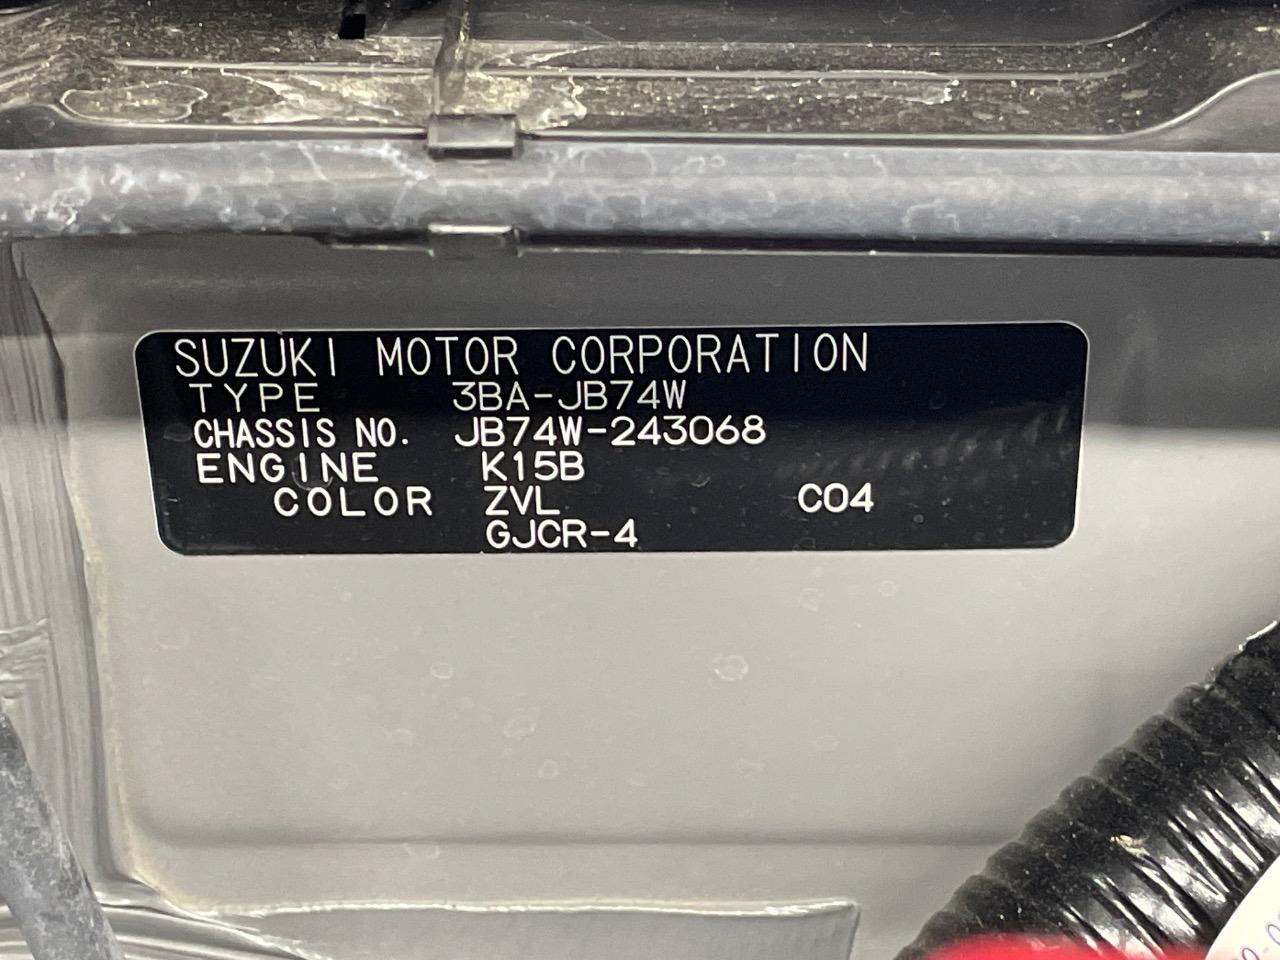 SUZUKI MOTOR CORPORATION
TYPE 3BA-JB74W
CHASSIS NO. JB74W-243068
ENGINE K15B
COLOR ZVL C04
GJCR-4